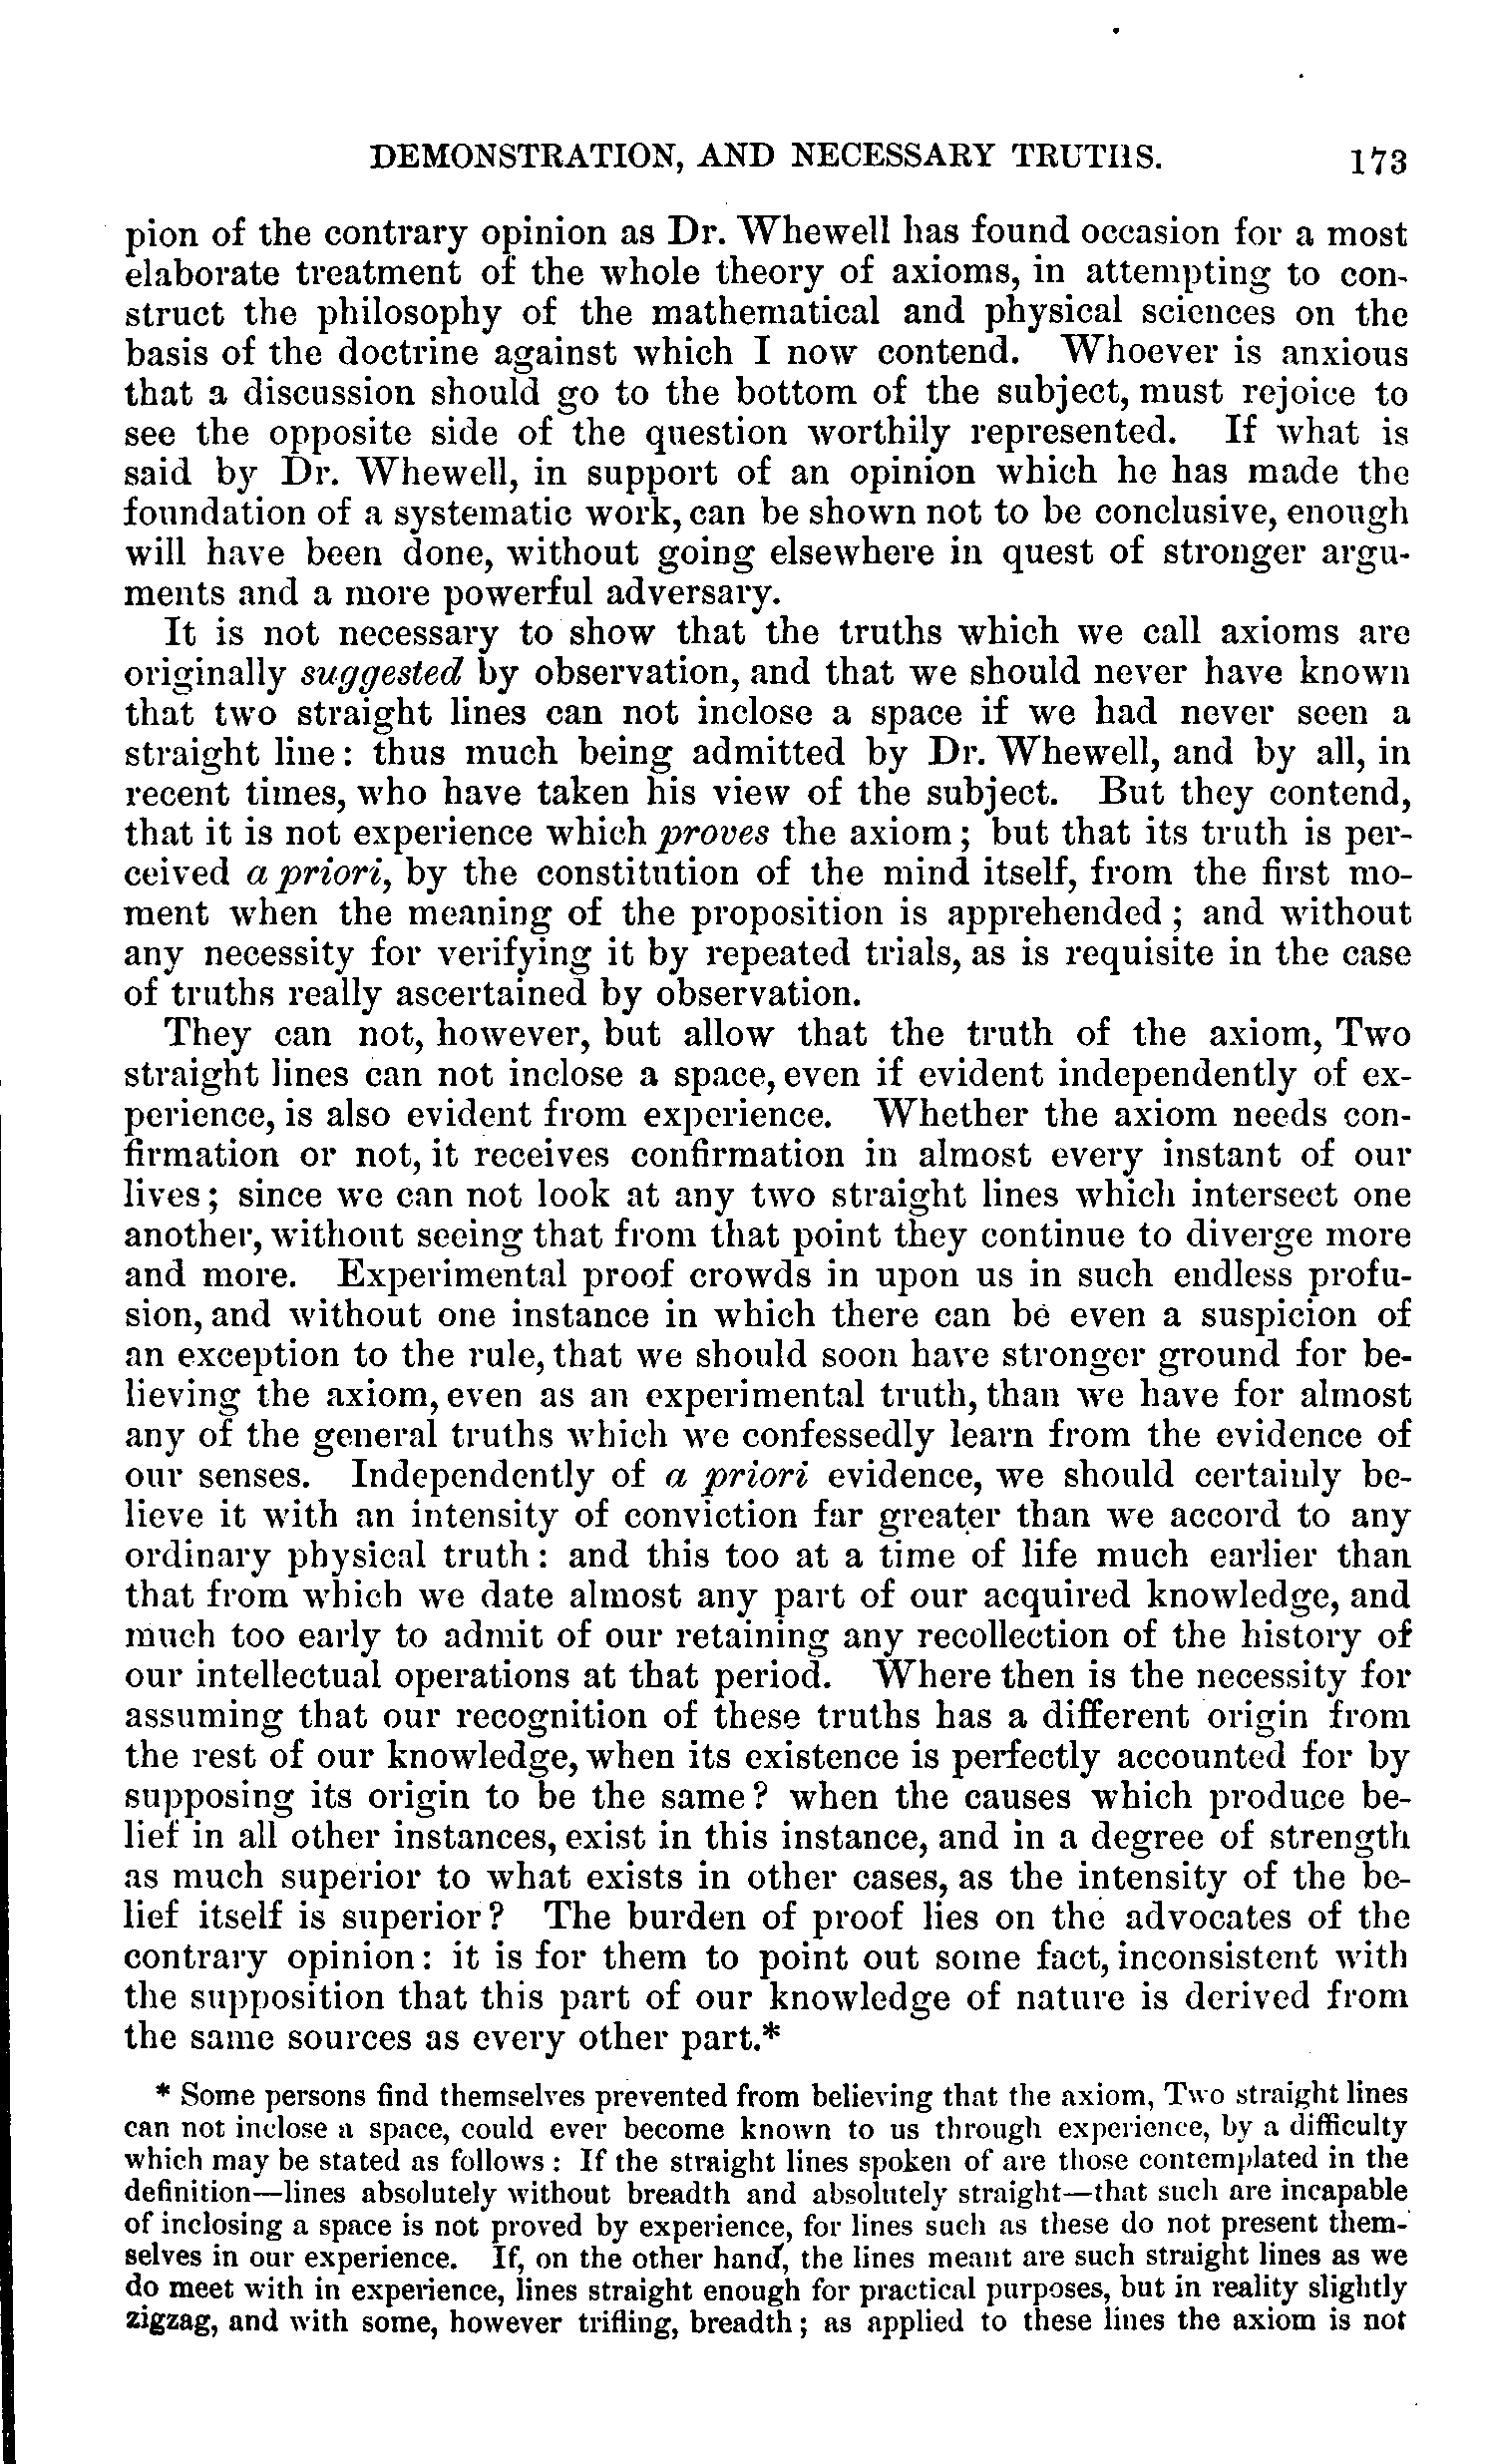 DEMONSTRATION, AND NECESSARY TRUTHS. 173
pion of the contrary opinion as Dr. Whewell has found occasion for a most
elaborate treatment of the whole theory of axioms, in attempting to con-
struct the philosophy of the mathematical and physical sciences on the
basis of the doctrine against which I now contend. Whoever is anxious
that a discussion should go to the bottom of the subject, must rejoice to
see the opposite side of the question worthily represented. If what is
said by Dr. Whewell, in support of an opinion which he has made the
foundation of a systematic work, can be shown not to be conclusive, enough
will have been done, without going elsewhere in quest of stronger argu-
ments and a more powerful adversary.
It is not necessary to show that the truths which we call axioms are
originally suggested by observation, and that we should never have known
that two straight lines can not inclose a space if we had never seen a
straight line: thus much being admitted by Dr. Whewell, and by all, in
recent times, who have taken his view of the subject. But they contend,
that it is not experience which proves the axiom; but that its truth is per-
ceived a priori, by the constitution of the mind itself, from the first mo-
ment when the meaning of the proposition is apprehended; and without
any necessity for verifying it by repeated trials, as is requisite in the case
of truths really ascertained by observation.
They can not, however, but allow that the truth of the axiom, Two
straight lines can not inclose a space, even if evident independently of ex-
perience, is also evident from experience. Whether the axiom needs con-
firmation or not, it receives confirmation in almost every instant of our
lives; since we can not look at any two straight lines which intersect one
another, without seeing that from that point they continue to diverge more
and more. Experimental proof crowds in upon us in such endless profu-
sion, and without one instance in which there can be even a suspicion of
an exception to the rule, that we should soon have stronger ground for be-
lieving the axiom, even as an experimental truth, than we have for almost
any of the general truths which we confessedly learn from the evidence of
our senses. Independently of a priori evidence, we should certainly be-
lieve it with an intensity of conviction far greater than we accord to any
ordinary physical truth: and this too at a time of life much earlier than
that from which we date almost any part of our acquired knowledge, and
much too early to admit of our retaining any recollection of the history of
our intellectual operations at that period. Where then is the necessity for
assuming that our recognition of these truths has a different origin from
the rest of our knowledge, when its existence is perfectly accounted for by
supposing its origin to be the same? when the causes which produce be-
lief in all other instances, exist in this instance, and in a degree of strength
as much superior to what exists in other cases, as the intensity of the be-
lief itself is superior? The burden of proof lies on the advocates of the
contrary opinion: it is for them to point out some fact, inconsistent with
the supposition that this part of our knowledge of nature is derived from
the same sources as every other part.*
* Some persons find themselves prevented from believing that the axiom, Two straight lines
can not inclose a space, could ever become known to us through experience, by a difficulty
which may be stated as follows: If the straight lines spoken of are those contemplated in the
definition—lines absolutely without breadth and absolutely straight—that such are incapable
of inclosing a space is not proved by experience, for lines such as these do not present them-
selves in our experience. If, on the other hand, the lines meant are such straight lines as we
do meet with in experience, lines straight enough for practical purposes, but in reality slightly
zigzag, and with some, however trifling, breadth; as applied to these lines the axiom is not